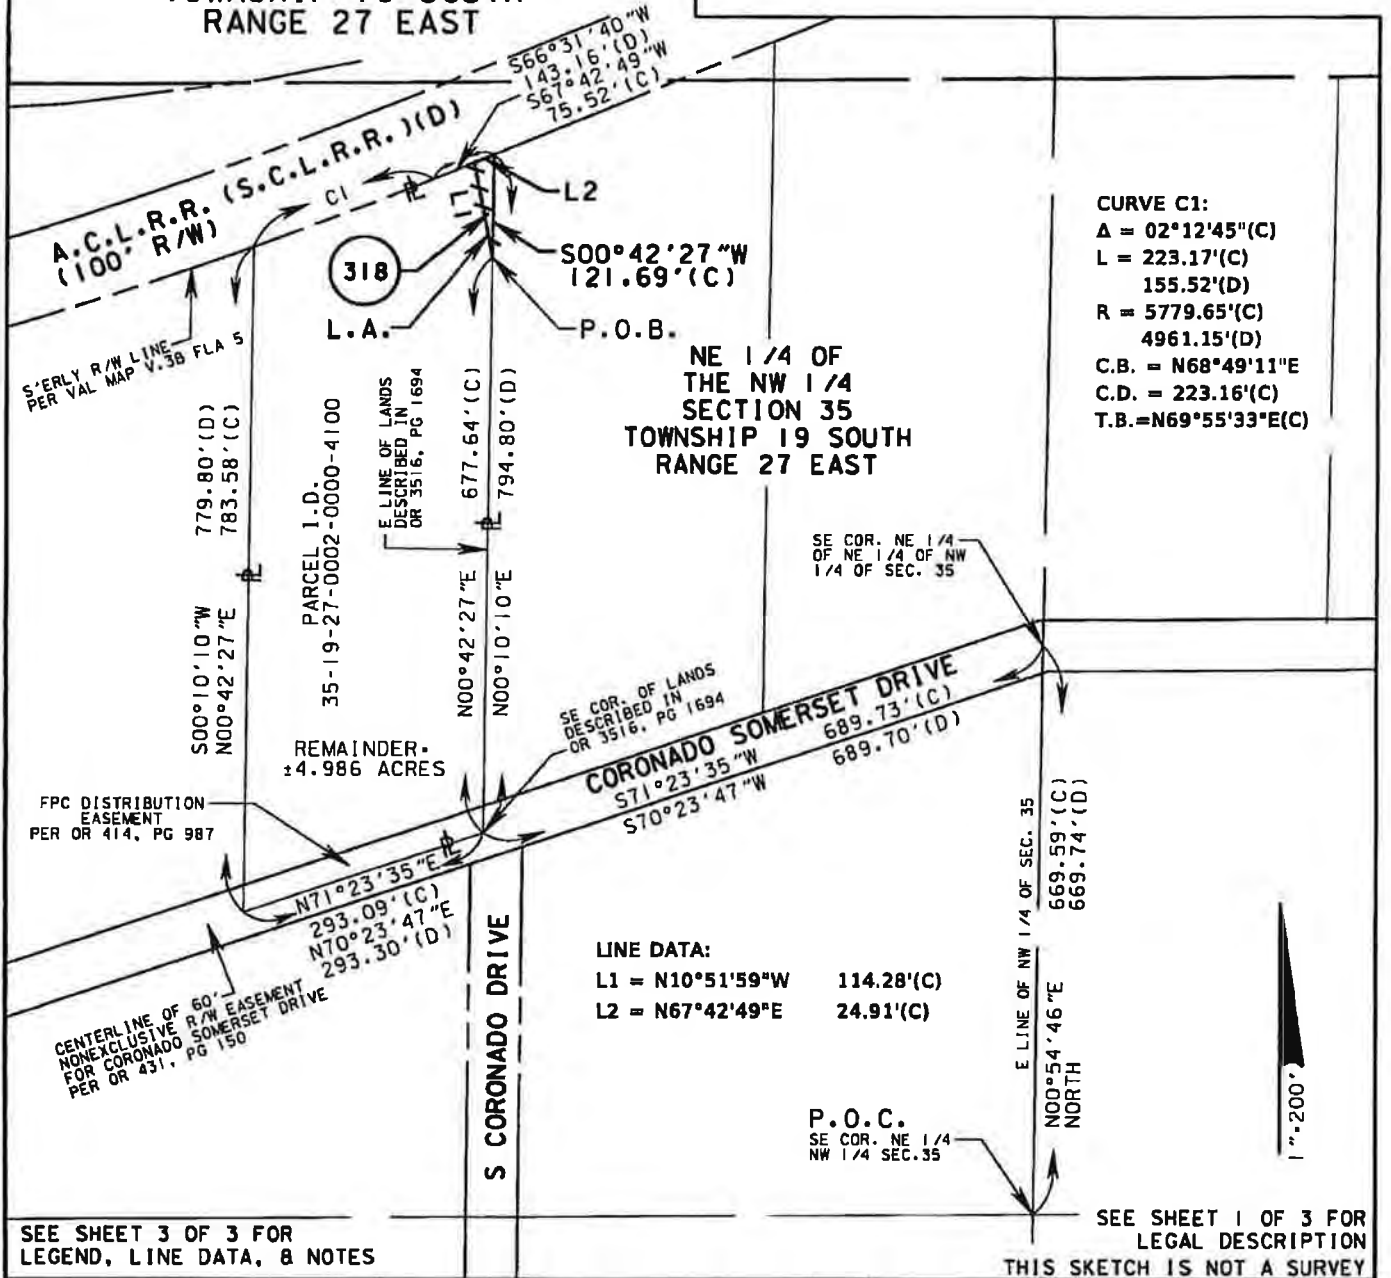 RANGE 27 EAST
S66°31'40"W
143.16'(D)
S67°42'49"W
75.52'(C)
A.C.L.R.R. (S.C.L.R.R.)(D)
(100' R/W)
C1
L1
L2
318
S00°42'27"W
121.69'(C)
L.A.
P.O.B.
CURVE C1:
Δ = 02°12'45"(C)
L = 223.17'(C)
155.52'(D)
R = 5779.65'(C)
4961.15'(D)
C.B. = N68°49'11"E
C.D. = 223.16'(C)
T.B.=N69°55'33"E(C)
S'ERLY R/W LINE
PER VAL MAP V.3B FLA 5
NE 1/4 OF
THE NW 1/4
SECTION 35
TOWNSHIP 19 SOUTH
RANGE 27 EAST
779.80'(D)
783.58'(C)
S00°10'10"W
N00°42'27"E
PARCEL I.D.
35-19-27-0002-0000-4100
E LINE OF LANDS
DESCRIBED IN
OR 3516, PG 1694
677.64'(C)
794.80'(D)
N00°42'27"E
N00°10'10"E
SE COR. NE 1/4
OF NE 1/4 OF NW
1/4 OF SEC. 35
REMAINDER=
±4.986 ACRES
SE COR. OF LANDS
DESCRIBED IN
OR 3516, PG 1694
CORONADO SOMERSET DRIVE
S71°23'35"W 689.73'(C)
S70°23'47"W 689.70'(D)
FPC DISTRIBUTION
EASEMENT
PER OR 414, PG 987
N71°23'35"E
293.09'(C)
N70°23'47"E
293.30'(D)
CENTERLINE OF 60'
NONEXCLUSIVE R/W EASEMENT
FOR CORONADO SOMERSET DRIVE
PER OR 431, PG 150
S CORONADO DRIVE
LINE DATA:
L1 = N10°51'59"W 114.28'(C)
L2 = N67°42'49"E 24.91'(C)
E LINE OF NW 1/4 OF SEC. 35
669.59'(C)
669.74'(D)
N00°54'46"E
NORTH
P.O.C.
SE COR. NE 1/4
NW 1/4 SEC.35
1"=200'
SEE SHEET 3 OF 3 FOR
LEGEND, LINE DATA, & NOTES
SEE SHEET 1 OF 3 FOR
LEGAL DESCRIPTION
THIS SKETCH IS NOT A SURVEY